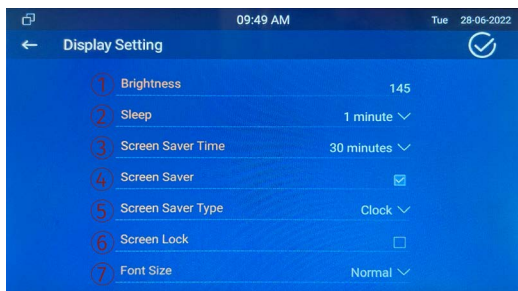 09:49 AM Tue 28-06-2022
Display Setting
① Brightness 145
② Sleep 1 minute
③ Screen Saver Time 30 minutes
④ Screen Saver
⑤ Screen Saver Type Clock
⑥ Screen Lock
⑦ Font Size Normal